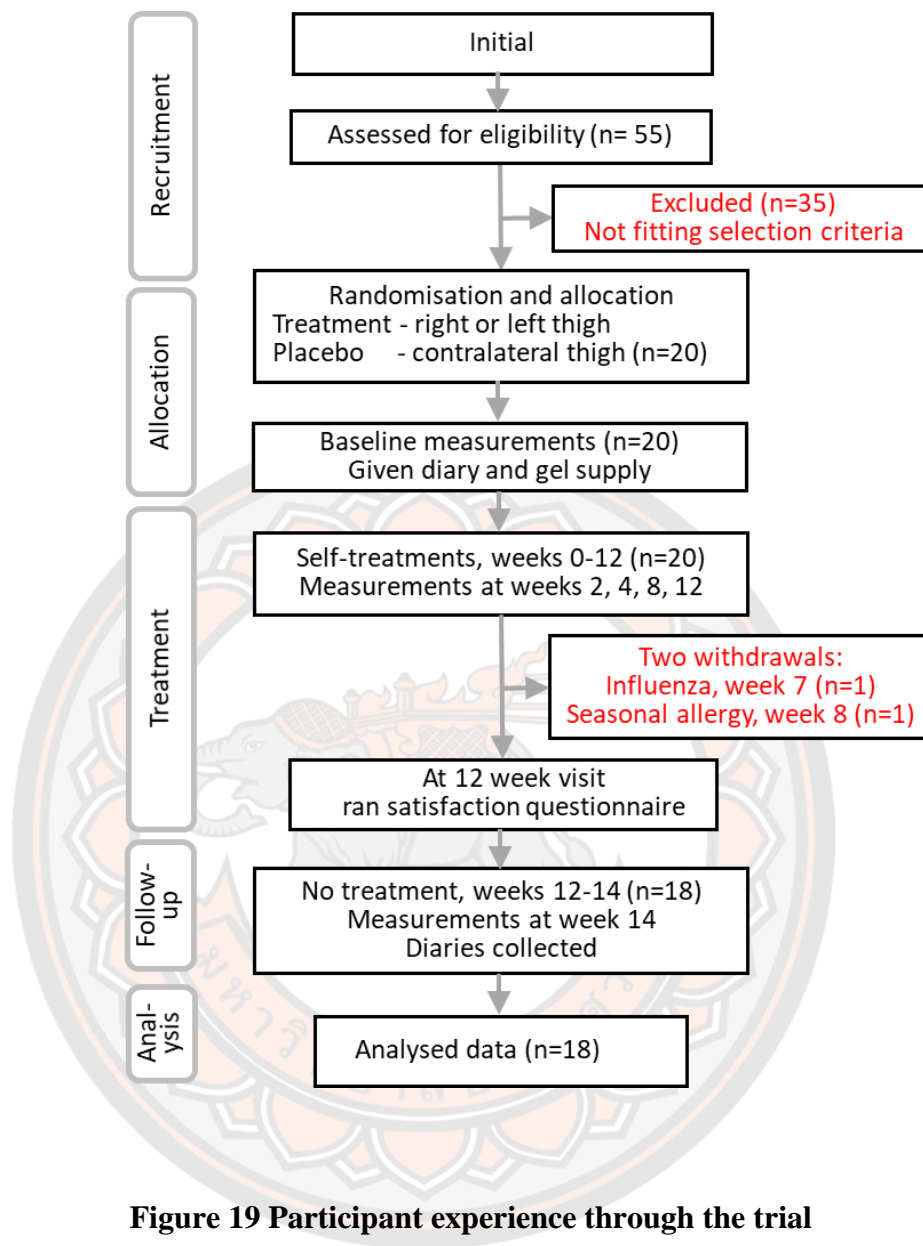 Recruitment
Initial
Assessed for eligibility (n= 55)
Excluded (n=35)
Not fitting selection criteria
Allocation
Randomisation and allocation
Treatment - right or left thigh
Placebo - contralateral thigh (n=20)
Baseline measurements (n=20)
Given diary and gel supply
Treatment
Self-treatments, weeks 0-12 (n=20)
Measurements at weeks 2, 4, 8, 12
Two withdrawals:
Influenza, week 7 (n=1)
Seasonal allergy, week 8 (n=1)
At 12 week visit
ran satisfaction questionnaire
Follow-
up
No treatment, weeks 12-14 (n=18)
Measurements at week 14
Diaries collected
Anal-
ysis
Analysed data (n=18)
Figure 19 Participant experience through the trial